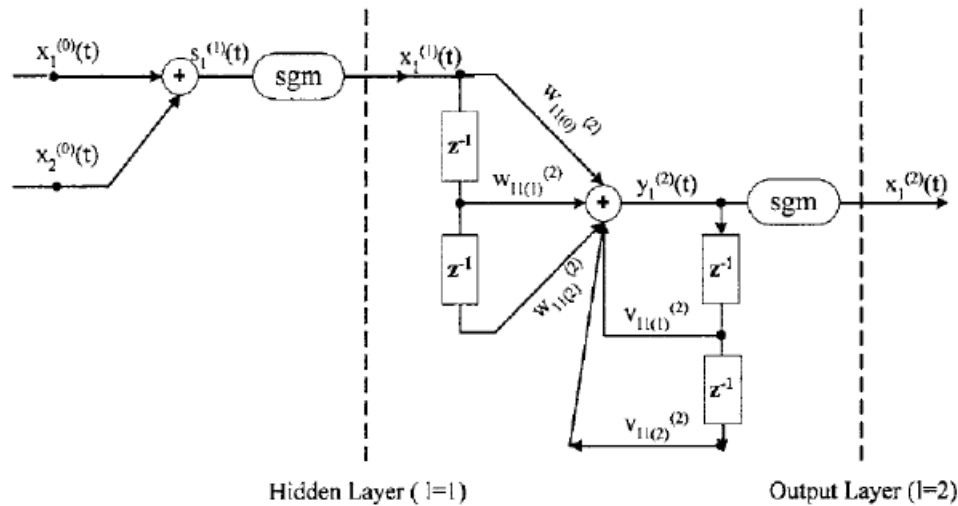 x₁⁽⁰⁾(t)
s₁⁽¹⁾(t)
x₁⁽¹⁾(t)
+
sgm
x₂⁽⁰⁾(t)
w₁₁₍₀₎⁽²⁾
z⁻¹
w₁₁₍₁₎⁽²⁾
+
y₁⁽²⁾(t)
sgm
x₁⁽²⁾(t)
z⁻¹
w₁₁₍₂₎⁽²⁾
z⁻¹
v₁₁₍₁₎⁽²⁾
z⁻¹
v₁₁₍₂₎⁽²⁾
Hidden Layer ( l=1)
Output Layer (l=2)